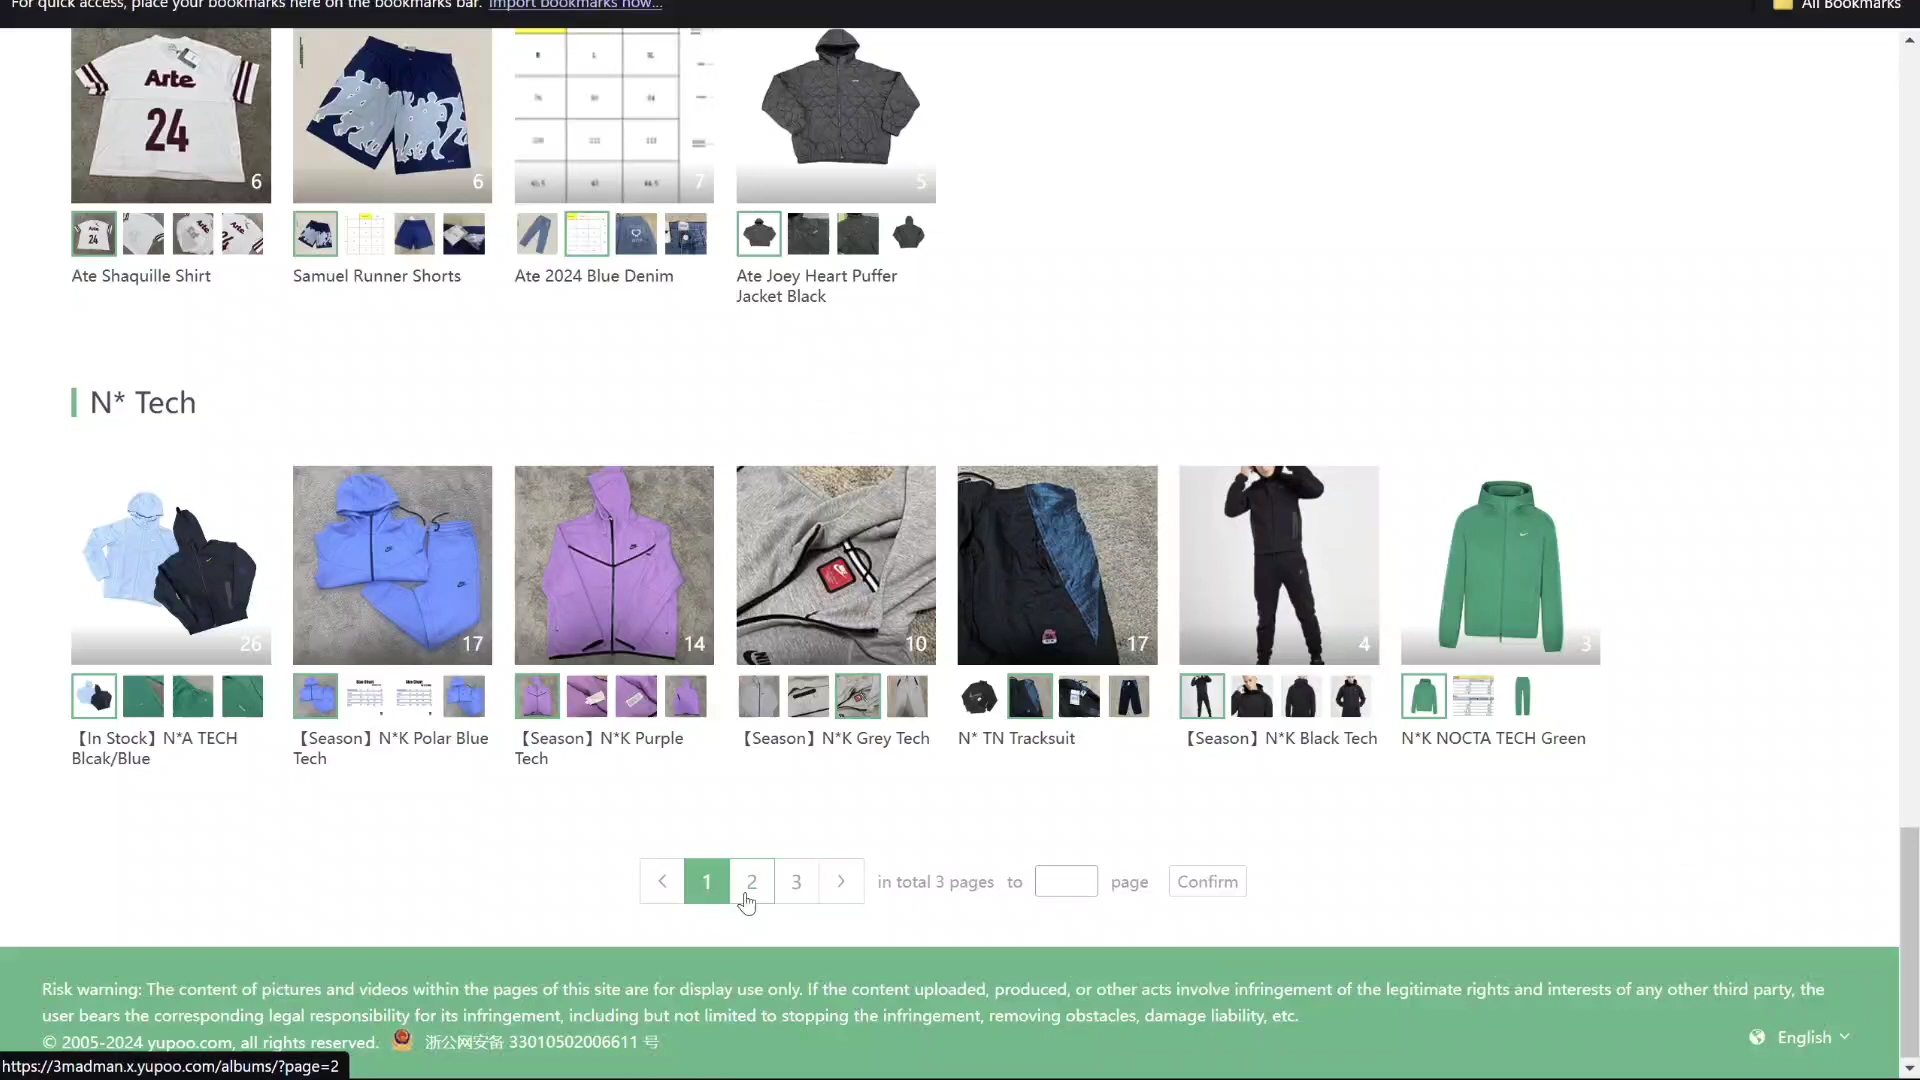 For quick access, place your bookmarks here on the bookmarks bar. Import bookmarks now...
All Bookmarks
Arte
24
6
6
7
5
Ate Shaquille Shirt
Samuel Runner Shorts
Ate 2024 Blue Denim
Ate Joey Heart Puffer
Jacket Black
N* Tech
26
17
14
10
17
4
3
【In Stock】N*A TECH
Blcak/Blue
【Season】N*K Polar Blue
Tech
【Season】N*K Purple
Tech
【Season】N*K Grey Tech
N* TN Tracksuit
【Season】N*K Black Tech
N*K NOCTA TECH Green
1 2 3 in total 3 pages to page Confirm
Risk warning: The content of pictures and videos within the pages of this site are for display use only. If the content uploaded, produced, or other acts involve infringement of the legitimate rights and interests of any other third party, the
user bears the corresponding legal responsibility for its infringement, including but not limited to stopping the infringement, removing obstacles, damage liability, etc.
© 2005-2024 yupoo.com, all rights reserved. 浙公网安备 33010502006611 号
English
https://3madman.x.yupoo.com/albums/?page=2